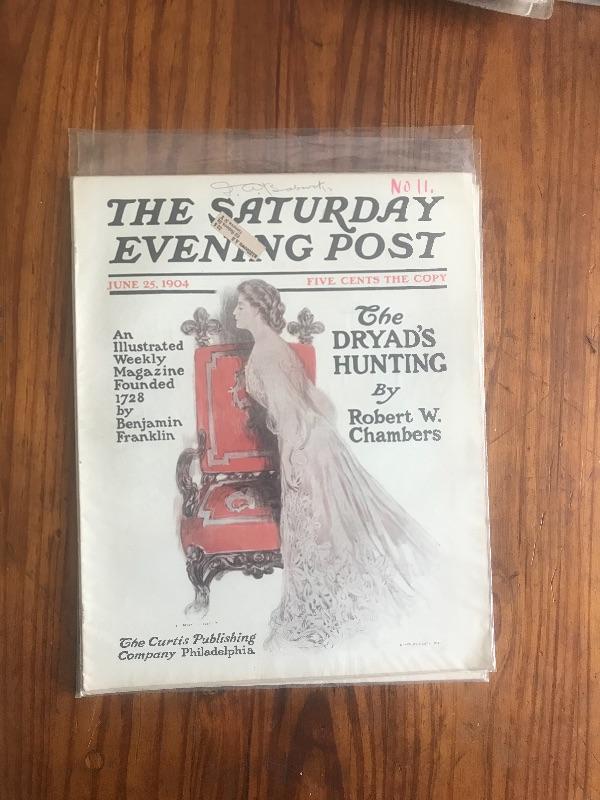 No 11.
THE SATURDAY
EVENING POST
JUNE 25, 1904
FIVE CENTS THE COPY
An
Illustrated
Weekly
Magazine
Founded
1728
by
Benjamin
Franklin
The
DRYAD'S
HUNTING
By
Robert W.
Chambers
The Curtis Publishing
Company Philadelphia